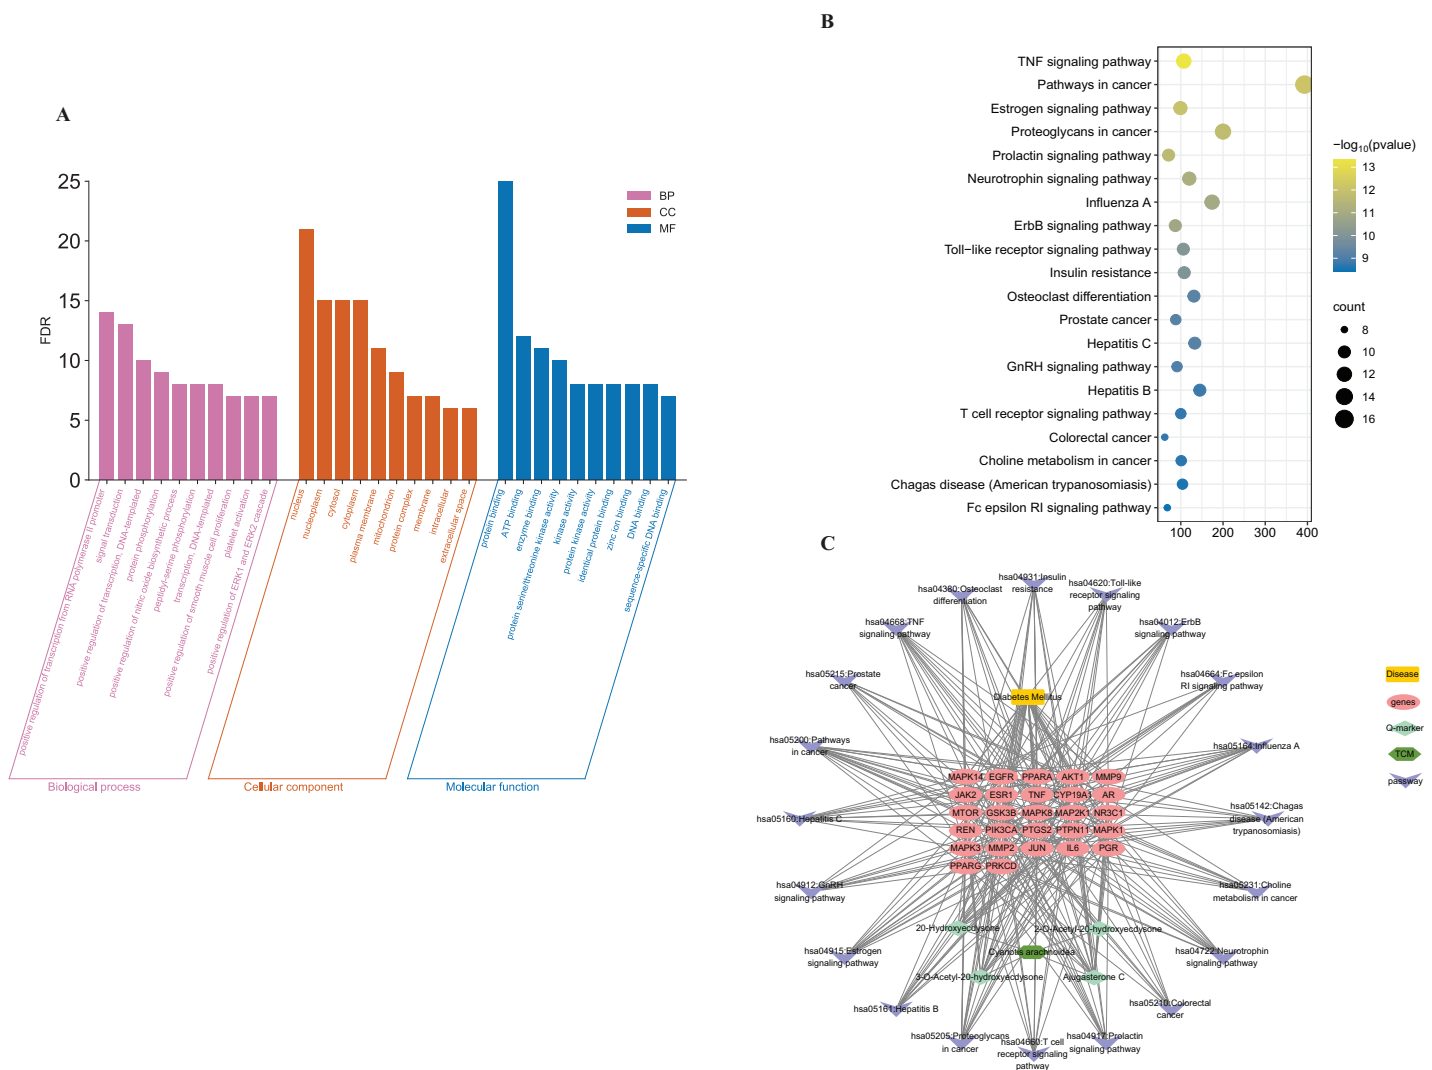 A
25
20
15
10
5
0
FDR
BP
CC
MF
positive regulation of transcription from RNA polymerase II promoter
signal transduction
positive regulation of transcription, DNA-templated
protein phosphorylation
positive regulation of nitric oxide biosynthetic process
peptidyl-serine phosphorylation
transcription, DNA-templated
positive regulation of smooth muscle cell proliferation
platelet activation
positive regulation of ERK1 and ERK2 cascade
nucleus
nucleoplasm
cytosol
cytoplasm
plasma membrane
mitochondrion
protein complex
membrane
intracellular
extracellular space
protein binding
ATP binding
enzyme binding
protein serine/threonine kinase activity
kinase activity
protein kinase activity
identical protein binding
zinc ion binding
DNA binding
sequence-specific DNA binding
Biological process
Cellular component
Molecular function
B
TNF signaling pathway
Pathways in cancer
Estrogen signaling pathway
Proteoglycans in cancer
Prolactin signaling pathway
Neurotrophin signaling pathway
Influenza A
ErbB signaling pathway
Toll−like receptor signaling pathway
Insulin resistance
Osteoclast differentiation
Prostate cancer
Hepatitis C
GnRH signaling pathway
Hepatitis B
T cell receptor signaling pathway
Colorectal cancer
Choline metabolism in cancer
Chagas disease (American trypanosomiasis)
Fc epsilon RI signaling pathway
100 200 300 400
−log10(pvalue)
13
12
11
10
9
count
8
10
12
14
16
C
hsa04931:Insulin
resistance
hsa04380:Osteoclast
differentiation
hsa04620:Toll-like
receptor signaling
pathway
hsa04668:TNF
signaling pathway
hsa04012:ErbB
signaling pathway
hsa05215:Prostate
cancer
hsa04664:Fc epsilon
RI signaling pathway
Diabetes Mellitus
hsa05200:Pathways
in cancer
hsa05164:Influenza A
MAPK14 EGFR PPARA AKT1 MMP9
JAK2 ESR1 TNF CYP19A1 AR
MTOR GSK3B MAPK8 MAP2K1 NR3C1
REN PIK3CA PTGS2 PTPN11 MAPK1
MAPK3 MMP2 JUN IL6 PGR
PPARG PRKCD
hsa05160:Hepatitis C
hsa05142:Chagas
disease (American
trypanosomiasis)
hsa04912:GnRH
signaling pathway
hsa05231:Choline
metabolism in cancer
20-Hydroxyecdysone
2-O-Acetyl-20-hydroxyecdysone
Cyanotis arachnoidea
3-O-Acetyl-20-hydroxyecdysone
Ajugasterone C
hsa04915:Estrogen
signaling pathway
hsa04722:Neurotrophin
signaling pathway
hsa05161:Hepatitis B
hsa05210:Colorectal
cancer
hsa05205:Proteoglycans
in cancer
hsa04660:T cell
receptor signaling
pathway
hsa04917:Prelactin
signaling pathway
Disease
genes
Q-marker
TCM
passway